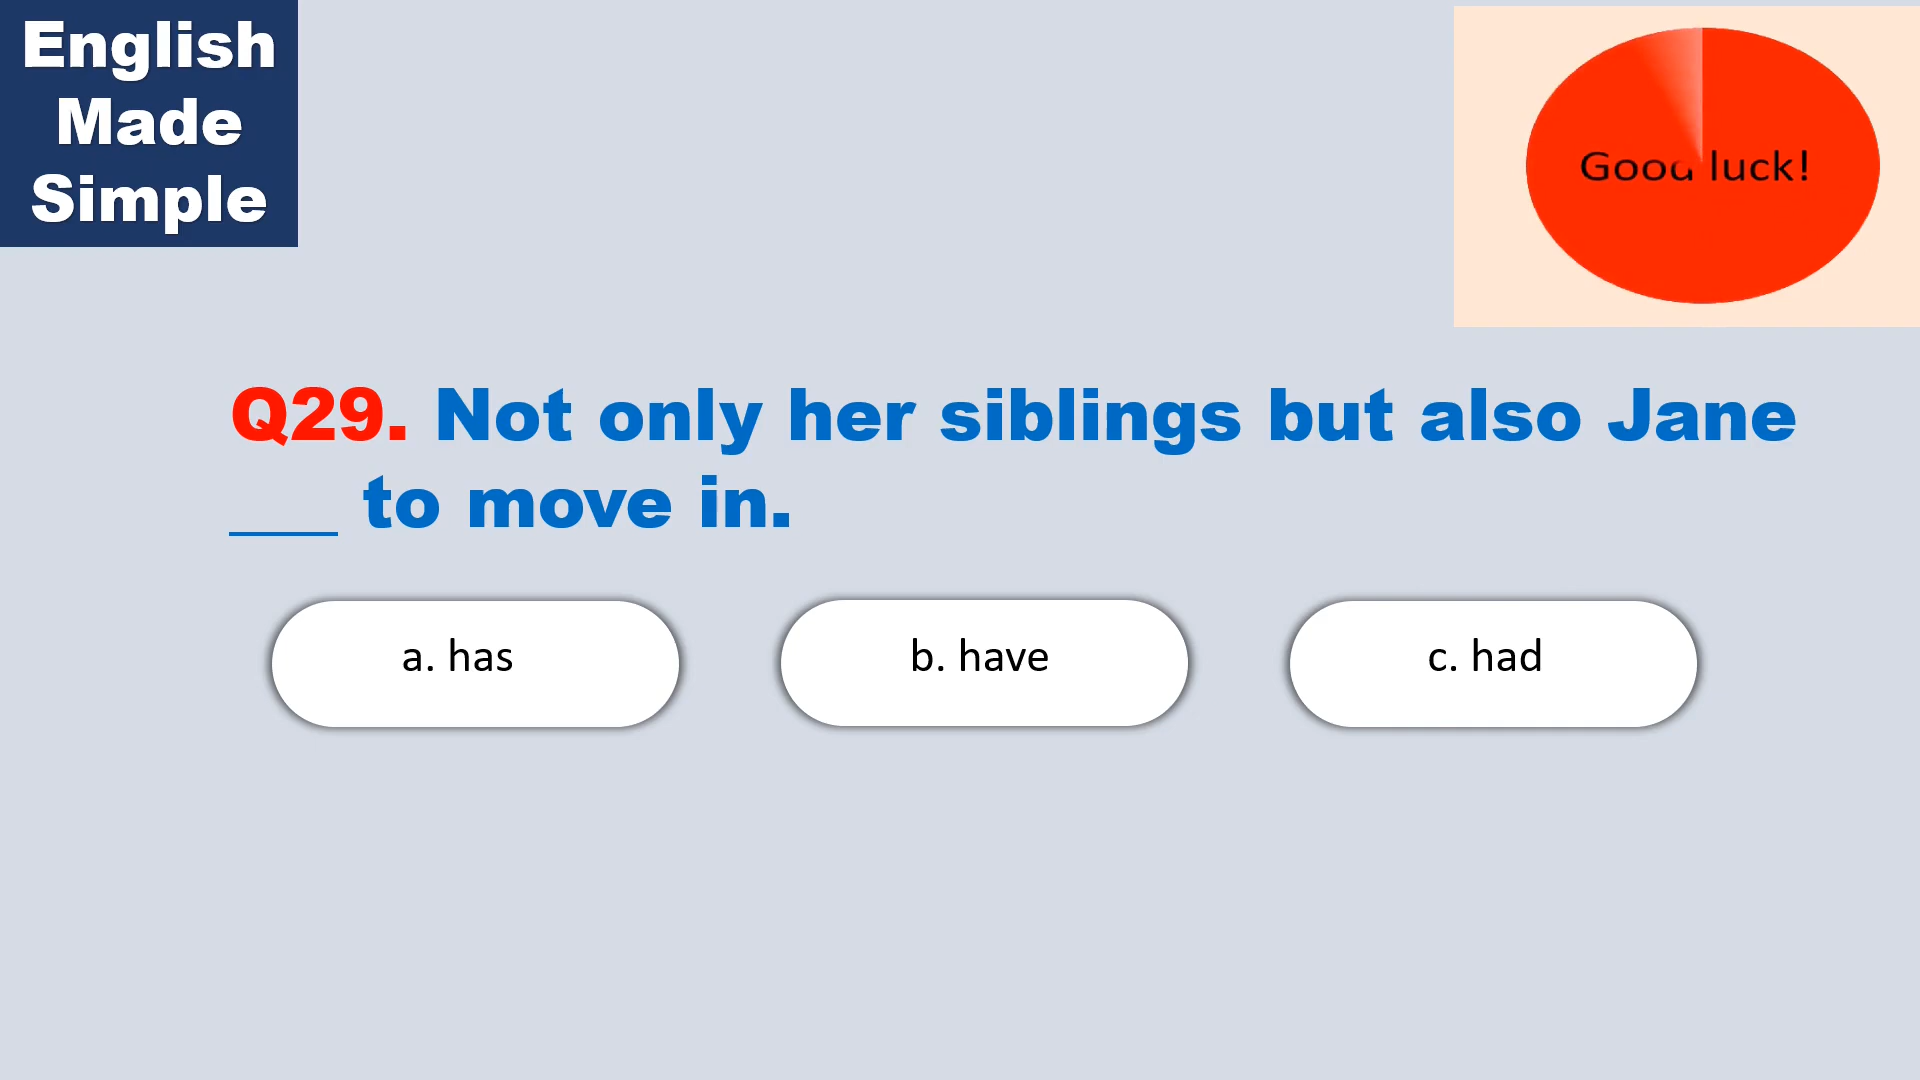 English
Made
Simple
Good luck!
Q29. Not only her siblings but also Jane
___ to move in.
a. has
b. have
c. had